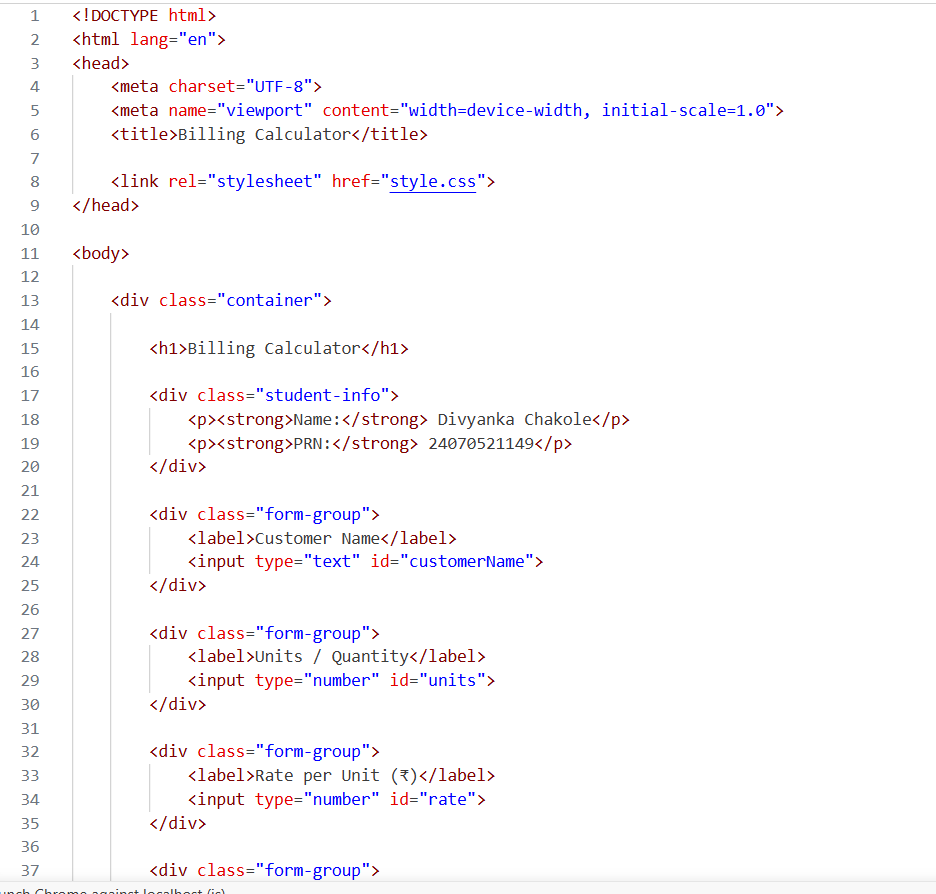 1 <!DOCTYPE html>
2 <html lang="en">
3 <head>
4 <meta charset="UTF-8">
5 <meta name="viewport" content="width=device-width, initial-scale=1.0">
6 <title>Billing Calculator</title>
7
8 <link rel="stylesheet" href="style.css">
9 </head>
10
11 <body>
12
13 <div class="container">
14
15 <h1>Billing Calculator</h1>
16
17 <div class="student-info">
18 <p><strong>Name:</strong> Divyanka Chakole</p>
19 <p><strong>PRN:</strong> 24070521149</p>
20 </div>
21
22 <div class="form-group">
23 <label>Customer Name</label>
24 <input type="text" id="customerName">
25 </div>
26
27 <div class="form-group">
28 <label>Units / Quantity</label>
29 <input type="number" id="units">
30 </div>
31
32 <div class="form-group">
33 <label>Rate per Unit (₹)</label>
34 <input type="number" id="rate">
35 </div>
36
37 <div class="form-group">
Chrome against localhost (js)